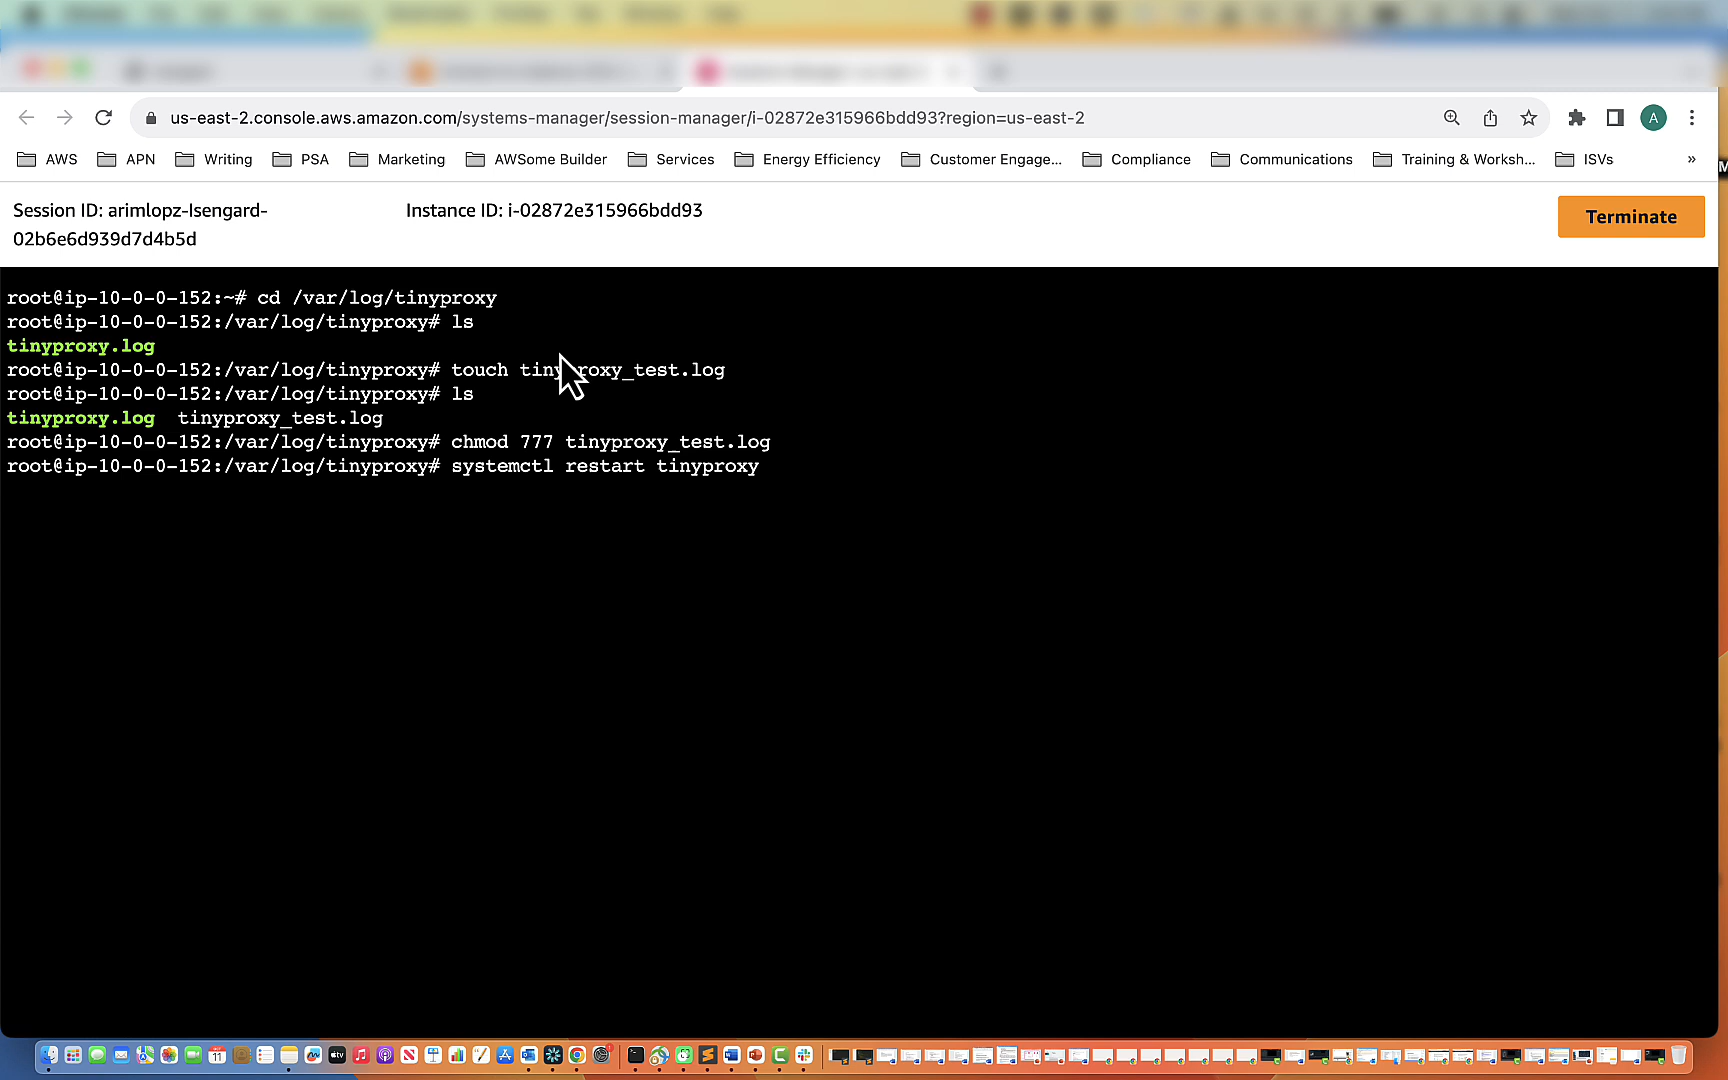 us-east-2.console.aws.amazon.com/systems-manager/session-manager/i-02872e315966bdd93?region=us-east-2
A
AWS APN Writing PSA Marketing AWSome Builder Services Energy Efficiency Customer Engage... Compliance Communications Training & Worksh... ISVs »
Session ID: arimlopz-Isengard-
02b6e6d939d7d4b5d
Instance ID: i-02872e315966bdd93
Terminate
root@ip-10-0-0-152:~# cd /var/log/tinyproxy
root@ip-10-0-0-152:/var/log/tinyproxy# ls
tinyproxy.log
root@ip-10-0-0-152:/var/log/tinyproxy# touch tinyproxy_test.log
root@ip-10-0-0-152:/var/log/tinyproxy# ls
tinyproxy.log tinyproxy_test.log
root@ip-10-0-0-152:/var/log/tinyproxy# chmod 777 tinyproxy_test.log
root@ip-10-0-0-152:/var/log/tinyproxy# systemctl restart tinyproxy